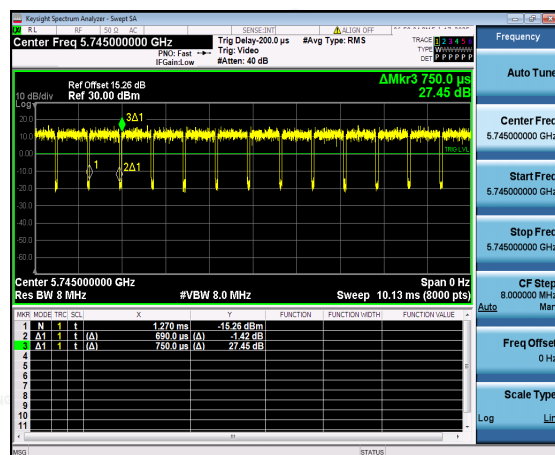 Keysight Spectrum Analyzer - Swept SA
RL RF 50 Ω AC SENSE:INT ALIGN OFF
Center Freq 5.745000000 GHz
PNO: Fast
IFGain:Low
Trig Delay-200.0 µs
Trig: Video
#Atten: 40 dB
#Avg Type: RMS
TRACE 1 2 3 4 5 6
TYPE WWWWWW
DET P P P P P P
Ref Offset 15.26 dB
Ref 30.00 dBm
ΔMkr3 750.0 µs
27.45 dB
10 dB/div
Log
20.0
10.0
0.00
-10.0
-20.0
-30.0
-40.0
-50.0
-60.0
3Δ1
1
2Δ1
TRIG LVL
Center 5.745000000 GHz
Span 0 Hz
Res BW 8 MHz
#VBW 8.0 MHz
Sweep 10.13 ms (8000 pts)
MKR MODE TRC SCL X Y FUNCTION FUNCTION WIDTH FUNCTION VALUE
1 N 1 t 1.270 ms -15.26 dBm
2 Δ1 1 t (Δ) 690.0 µs (Δ) -1.42 dB
3 Δ1 1 t (Δ) 750.0 µs (Δ) 27.45 dB
4
5
6
7
8
9
10
11
MSG
STATUS
Frequency
Auto Tune
Center Freq
5.745000000 GHz
Start Freq
5.745000000 GHz
Stop Freq
5.745000000 GHz
CF Step
8.000000 MHz
Auto Man
Freq Offset
0 Hz
Scale Type
Log Lin